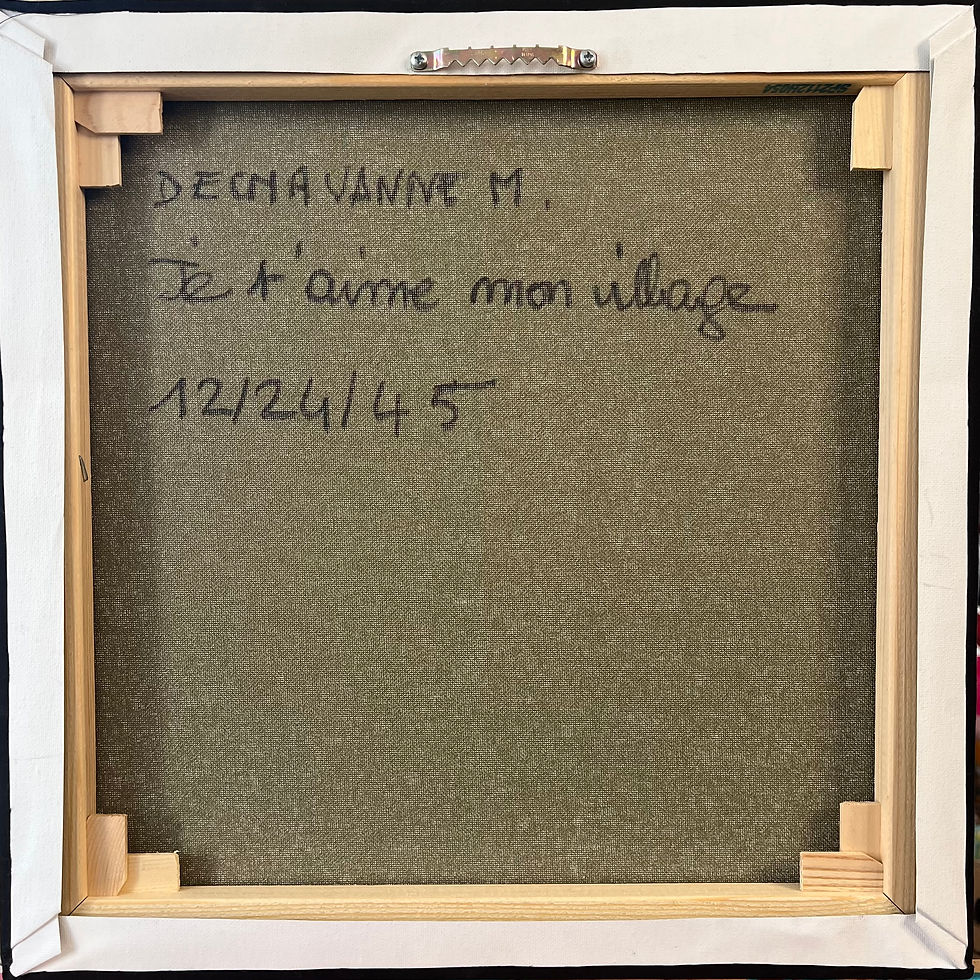 DECHAVANNE M.
Je t'aime mon village
12/24/45